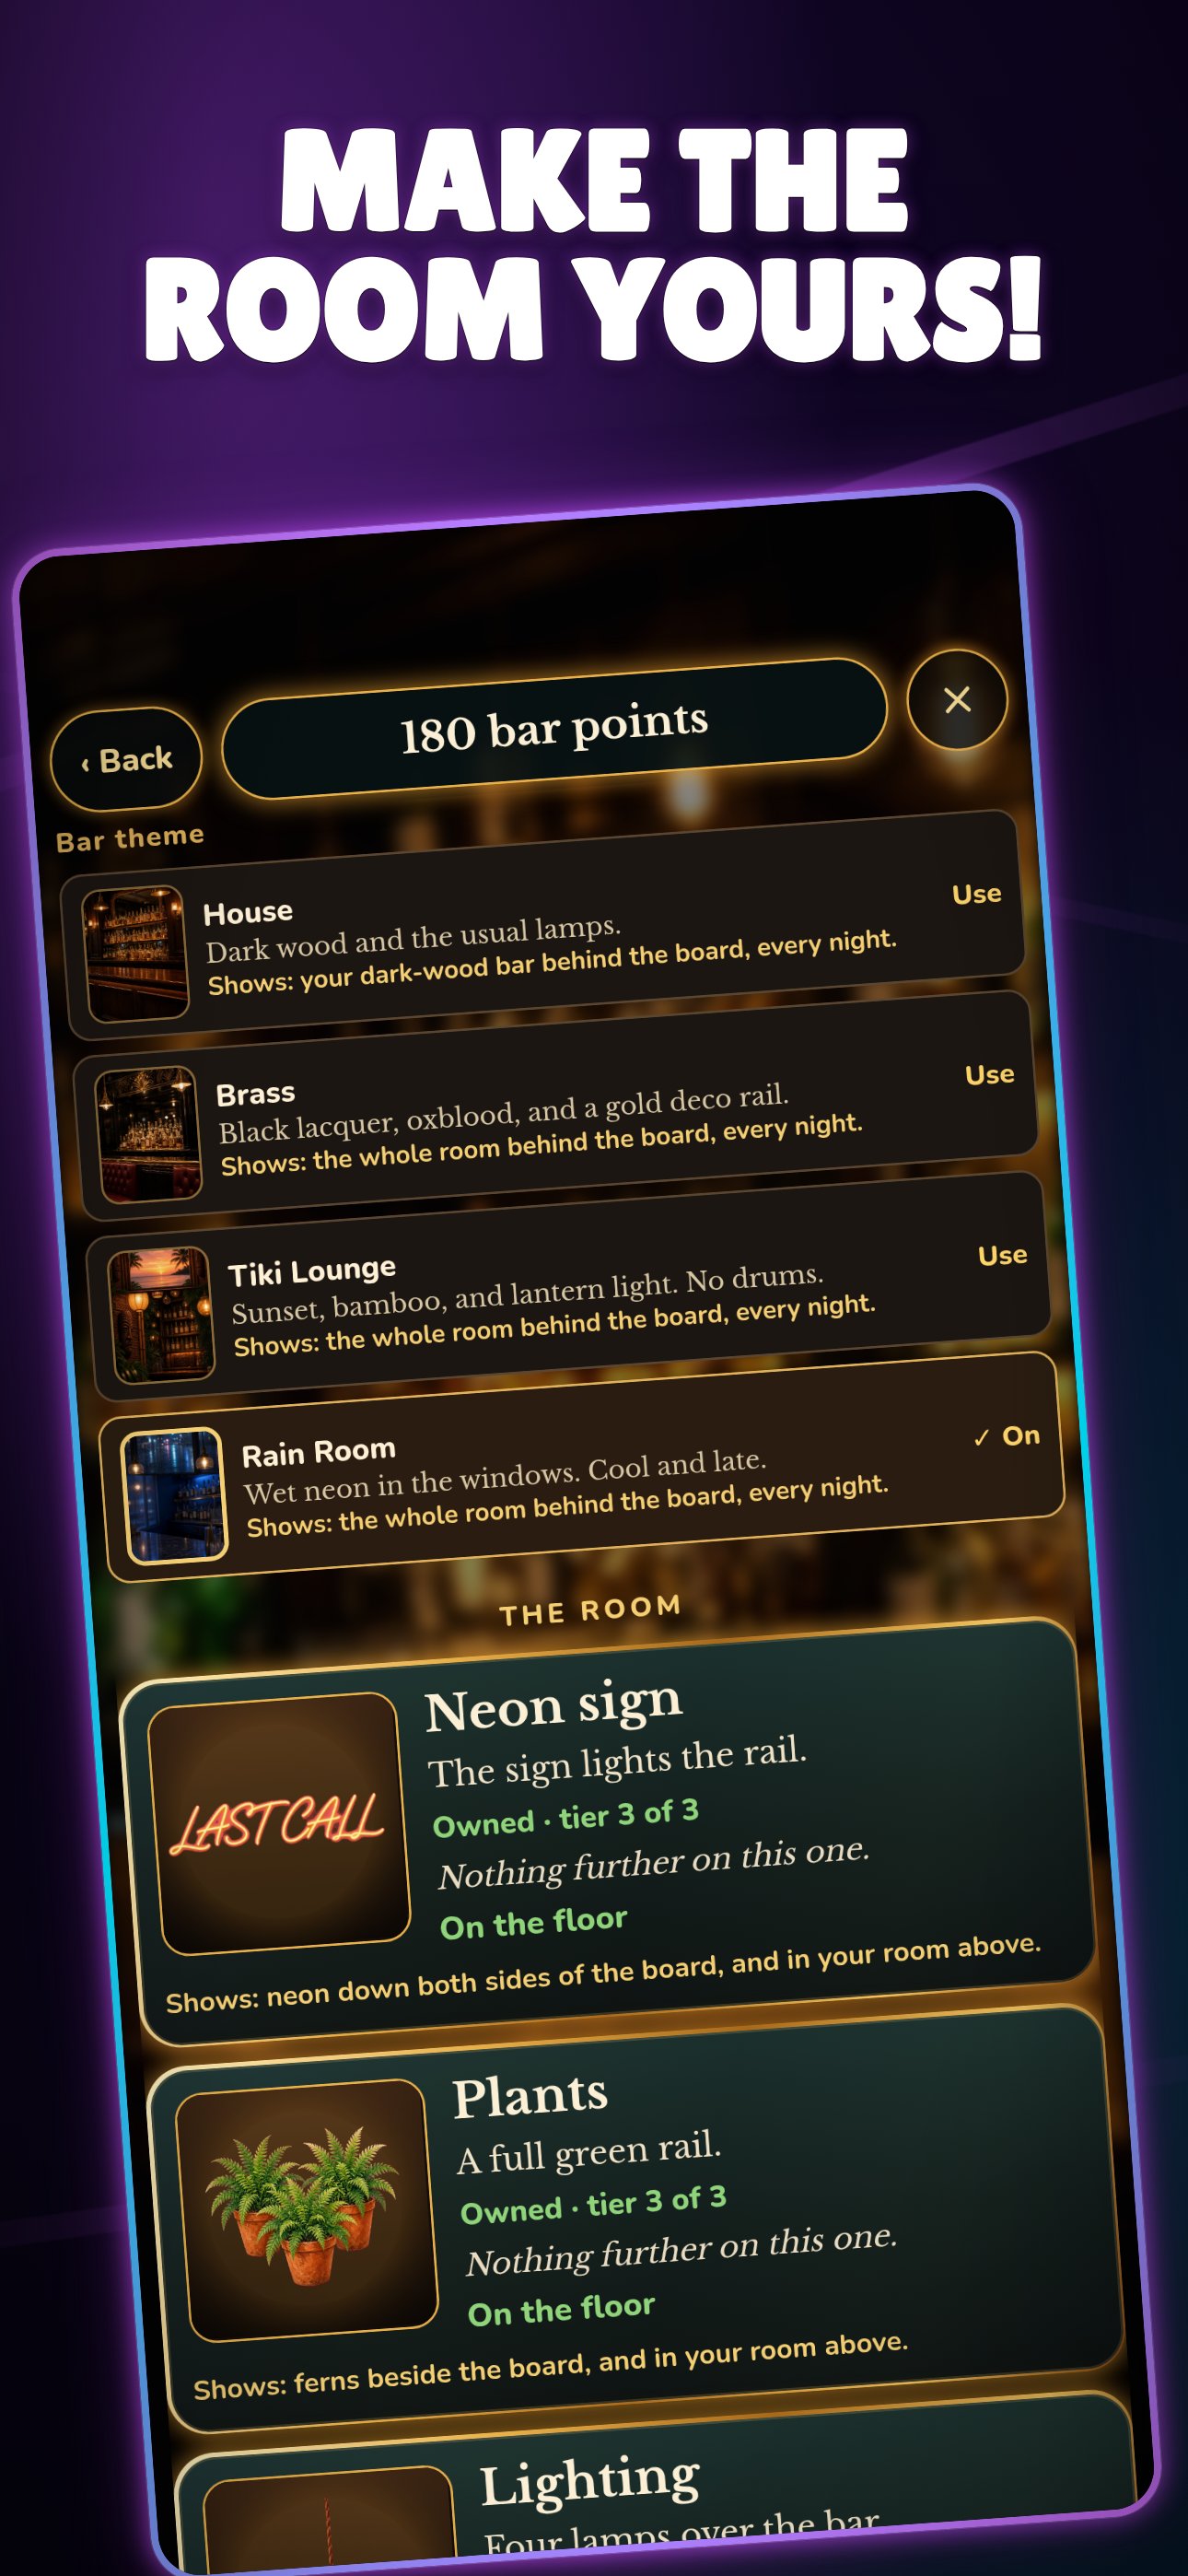 MAKE THE
ROOM YOURS!
‹ Back
180 bar points
×
Bar theme
House
Use
Dark wood and the usual lamps.
Shows: your dark-wood bar behind the board, every night.
Brass
Use
Black lacquer, oxblood, and a gold deco rail.
Shows: the whole room behind the board, every night.
Tiki Lounge
Use
Sunset, bamboo, and lantern light. No drums.
Shows: the whole room behind the board, every night.
Rain Room
✓ On
Wet neon in the windows. Cool and late.
Shows: the whole room behind the board, every night.
THE ROOM
LAST CALL
Neon sign
The sign lights the rail.
Owned · tier 3 of 3
Nothing further on this one.
On the floor
Shows: neon down both sides of the board, and in your room above.
Plants
A full green rail.
Owned · tier 3 of 3
Nothing further on this one.
On the floor
Shows: ferns beside the board, and in your room above.
Lighting
Four lamps over the bar